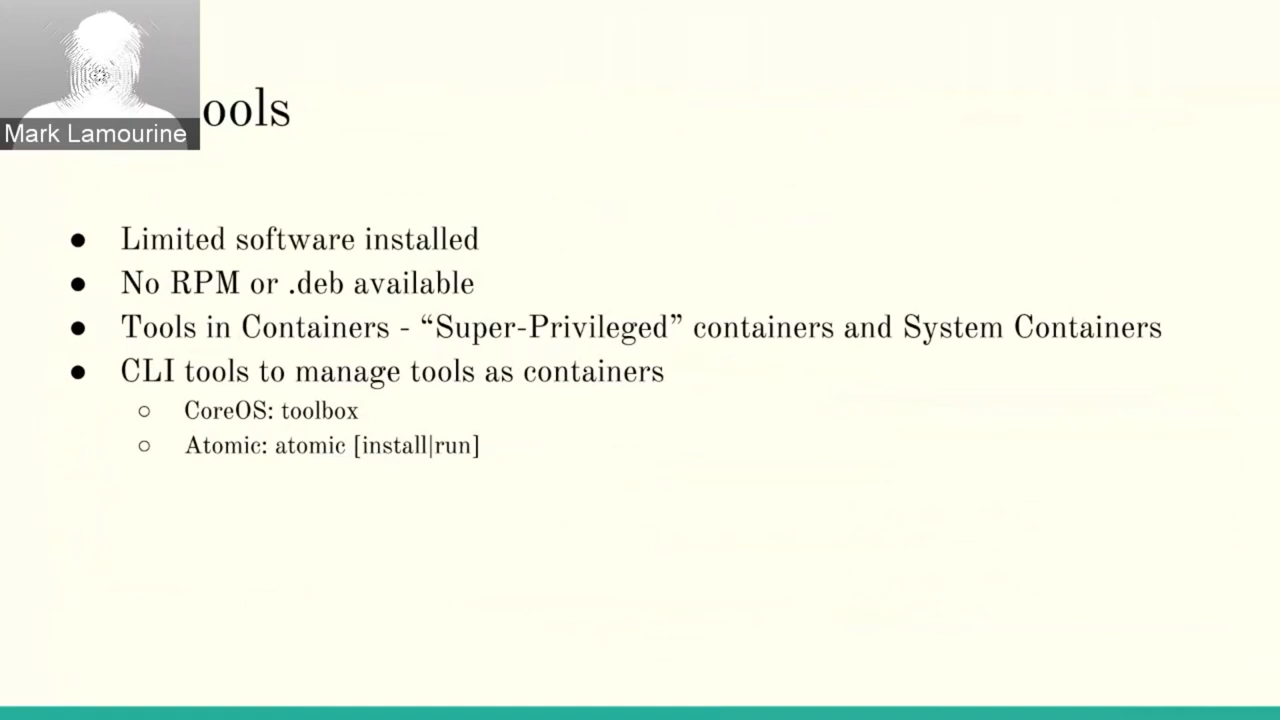 ools
Mark Lamourine
● Limited software installed
● No RPM or .deb available
● Tools in Containers - “Super-Privileged” containers and System Containers
● CLI tools to manage tools as containers
○ CoreOS: toolbox
○ Atomic: atomic [install|run]